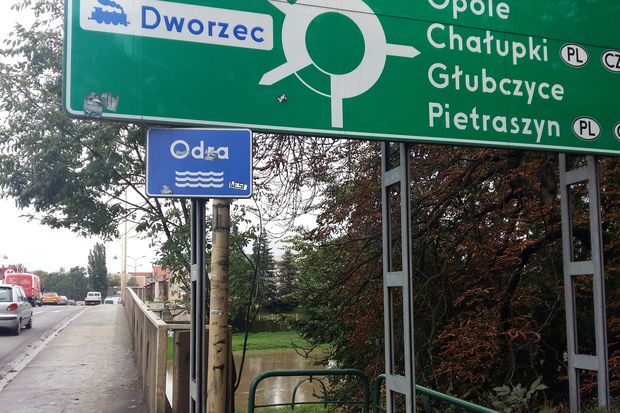 Opole
Dworzec
Chałupki PL CZ
Głubczyce
Pietraszyn PL
Odra